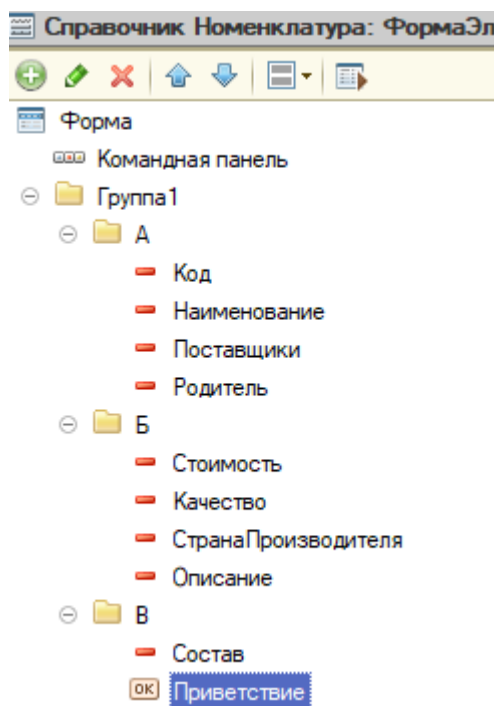 Справочник Номенклатура: ФормаЭл
Форма
Командная панель
Группа1
А
Код
Наименование
Поставщики
Родитель
Б
Стоимость
Качество
СтранаПроизводителя
Описание
В
Состав
OK Приветствие